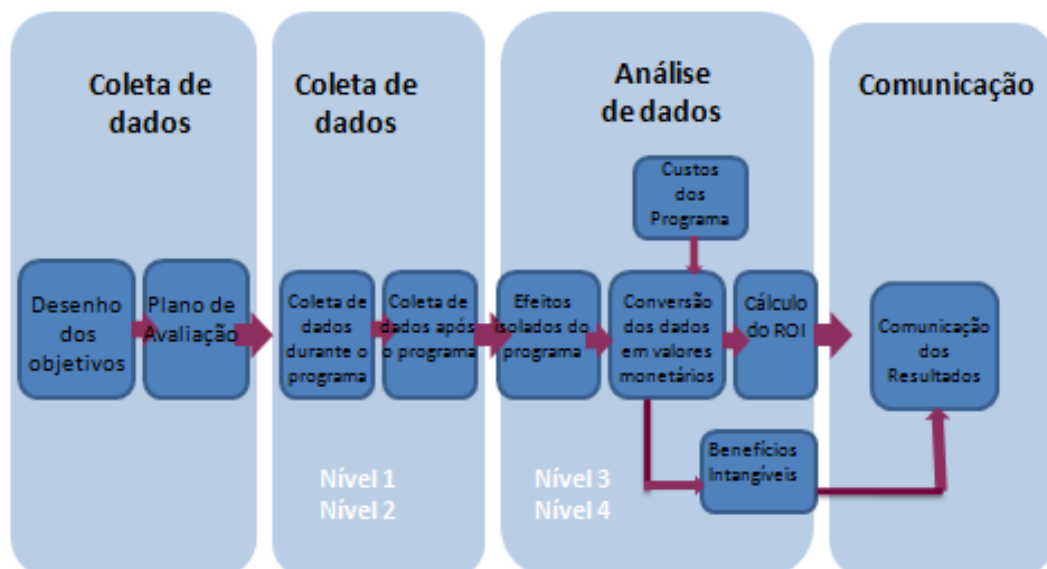 Coleta de
dados
Coleta de
dados
Análise
de dados
Comunicação
Custos
dos
Programa
Desenho
dos
objetivos
Plano de
Avaliação
Coleta de
dados
durante o
programa
Coleta de
dados após
o programa
Efeitos
isolados do
programa
Conversão
dos dados
em valores
monetários
Cálculo
do ROI
Comunicação
dos
Resultados
Benefícios
Intangíveis
Nível 1
Nível 2
Nível 3
Nível 4